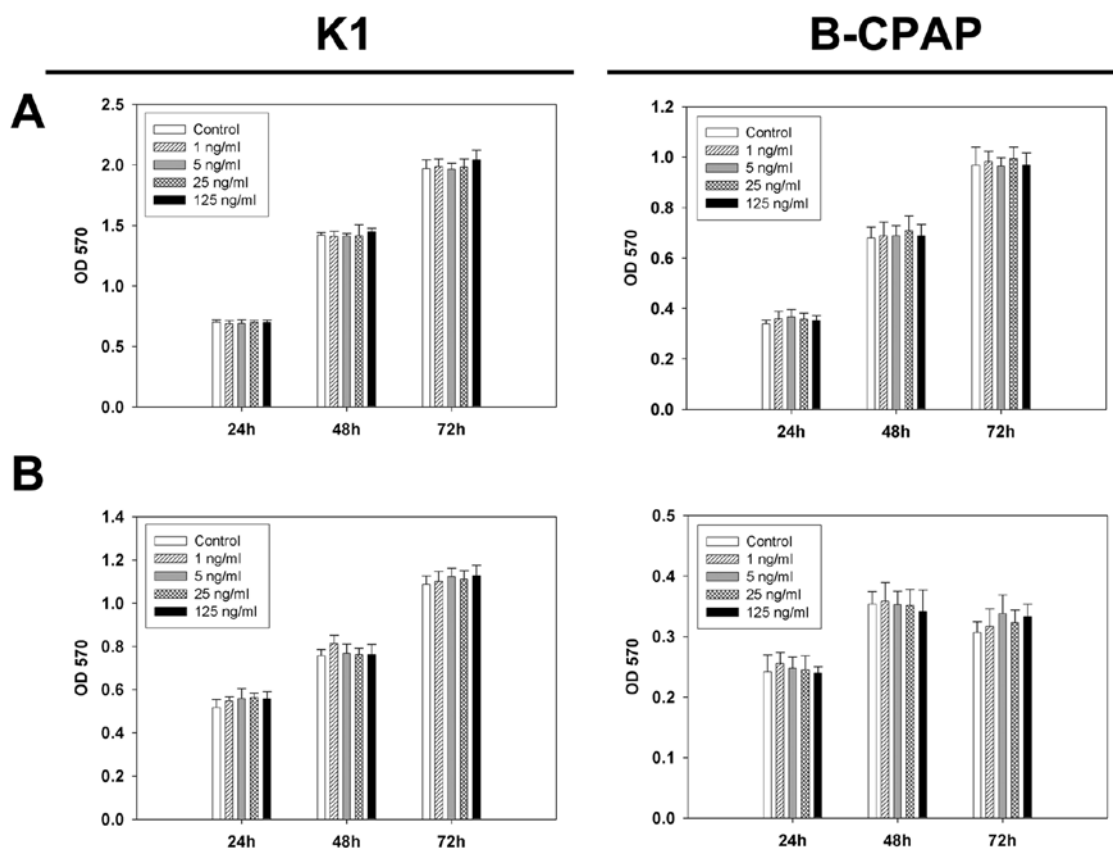 K1
B-CPAP
A
2.5
2.0
1.5
1.0
0.5
0.0
OD 570
Control
1 ng/ml
5 ng/ml
25 ng/ml
125 ng/ml
24h 48h 72h
1.2
1.0
0.8
0.6
0.4
0.2
0.0
OD 570
Control
1 ng/ml
5 ng/ml
25 ng/ml
125 ng/ml
24h 48h 72h
B
1.4
1.2
1.0
0.8
0.6
0.4
0.2
0.0
OD 570
Control
1 ng/ml
5 ng/ml
25 ng/ml
125 ng/ml
24h 48h 72h
0.5
0.4
0.3
0.2
0.1
0.0
OD 570
Control
1 ng/ml
5 ng/ml
25 ng/ml
125 ng/ml
24h 48h 72h